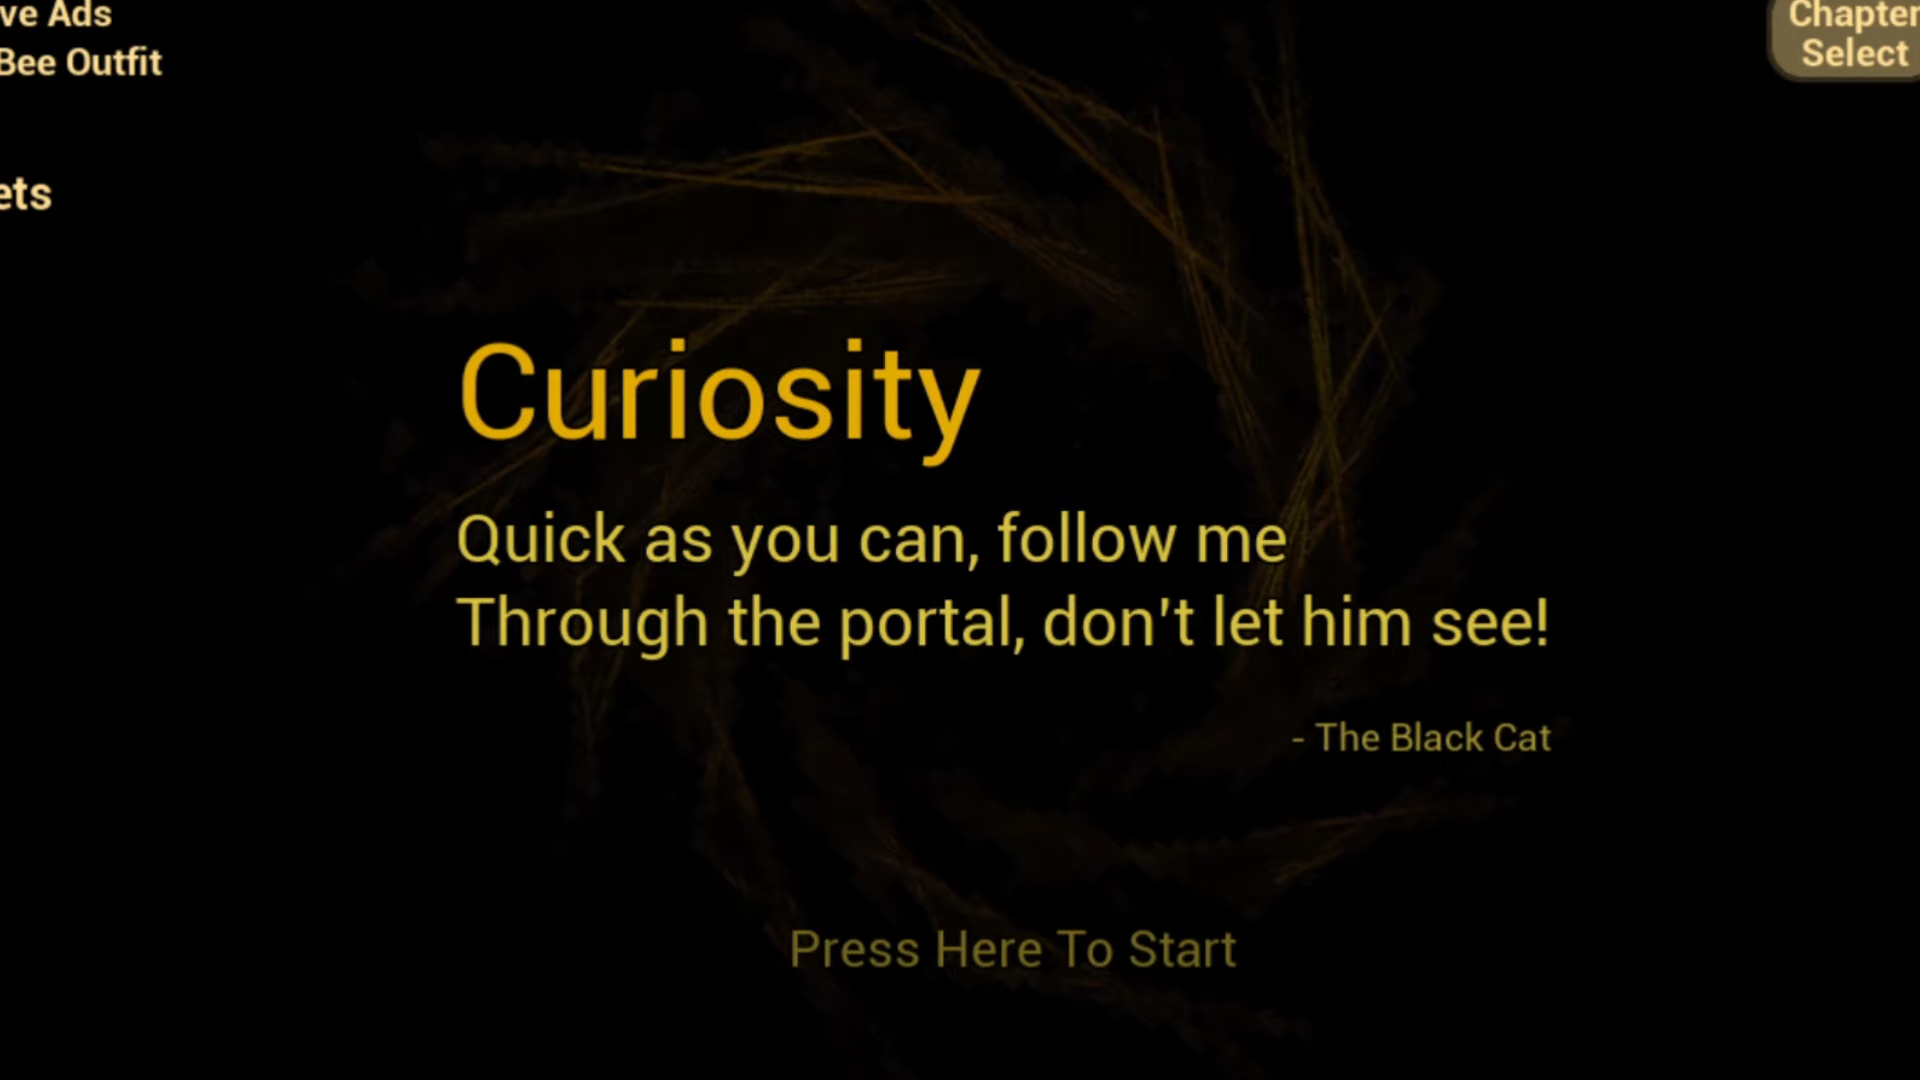 ve Ads
Bee Outfit
Chapter
Select
ets
Curiosity
Quick as you can, follow me
Through the portal, don't let him see!
- The Black Cat
Press Here To Start